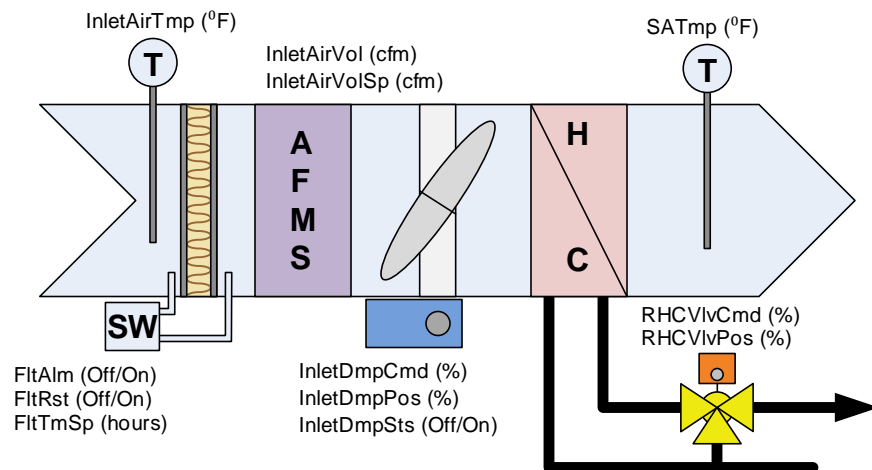 InletAirTmp (⁰F)
SATmp (⁰F)
T
T
InletAirVol (cfm)
InletAirVolSp (cfm)
A
F
M
S
H
C
SW
FltAlm (Off/On)
FltRst (Off/On)
FltTmSp (hours)
InletDmpCmd (%)
InletDmpPos (%)
InletDmpSts (Off/On)
RHCVlvCmd (%)
RHCVlvPos (%)